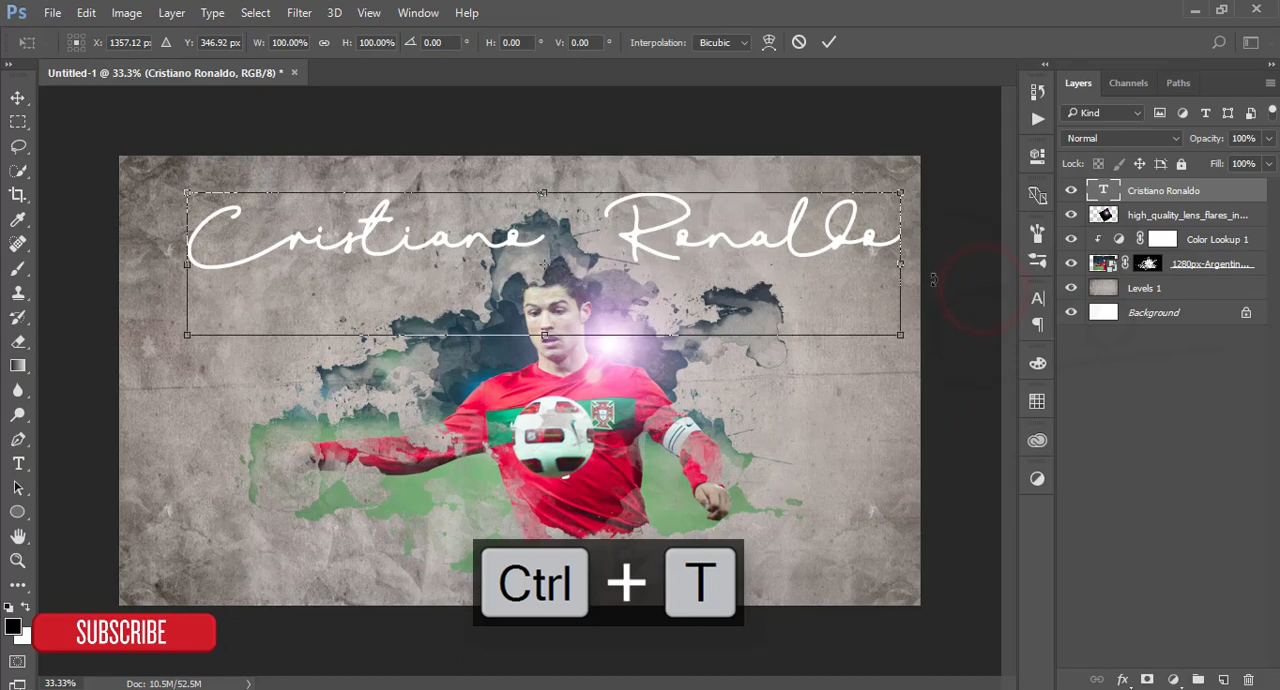 Ps File Edit Image Layer Type Select Filter 3D View Window Help
X: 1357.12 px Y: 346.92 px W: 100.00% H: 100.00% 0.00 ° H: 0.00 ° V: 0.00 ° Interpolation: Bicubic
Untitled-1 @ 33.3% (Cristiano Ronaldo, RGB/8) * ×
Layers Channels Paths
Kind
Normal Opacity: 100%
Lock: Fill: 100%
T Cristiano Ronaldo
high_quality_lens_flares_in...
Color Lookup 1
1280px-Argentin...
Levels 1
Background
Cristiano Ronaldo
Ctrl + T
SUBSCRIBE
33.33% Doc: 10.5M/52.5M
fx